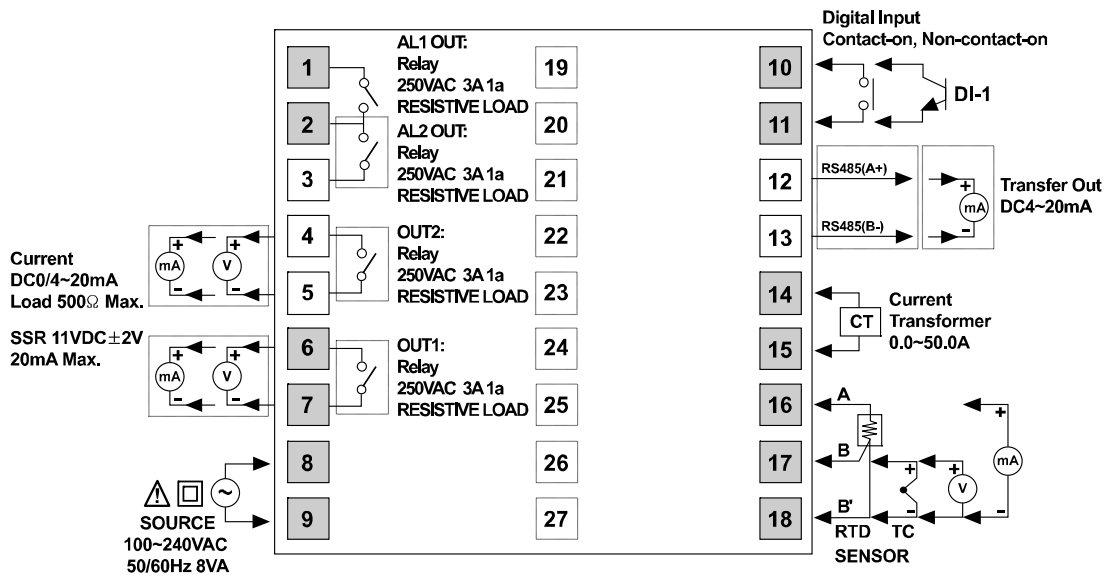 Digital Input
Contact-on, Non-contact-on
DI-1
1
2
3
4
5
6
7
8
9
AL1 OUT:
Relay
250VAC 3A 1a
RESISTIVE LOAD
AL2 OUT:
Relay
250VAC 3A 1a
RESISTIVE LOAD
OUT2:
Relay
250VAC 3A 1a
RESISTIVE LOAD
OUT1:
Relay
250VAC 3A 1a
RESISTIVE LOAD
19
20
21
22
23
24
25
26
27
10
11
12
13
14
15
16
17
18
RS485(A+)
RS485(B-)
+
mA
-
Transfer Out
DC4~20mA
Current
DC0/4~20mA
Load 500Ω Max.
+
mA
-
+
V
-
SSR 11VDC±2V
20mA Max.
+
mA
-
+
V
-
CT
Current
Transformer
0.0~50.0A
A
B
B'
+
-
+
V
-
+
mA
-
RTD TC
SENSOR
~
SOURCE
100~240VAC
50/60Hz 8VA